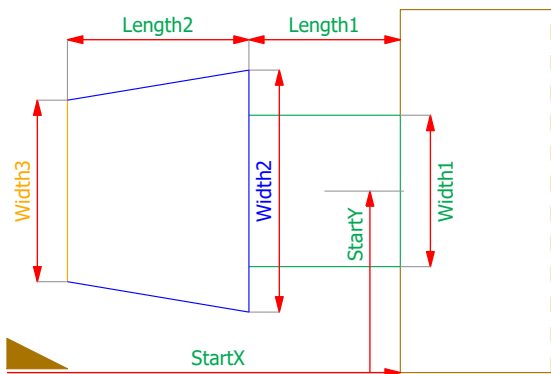 Length2
Length1
Width3
Width2
StartY
Width1
StartX